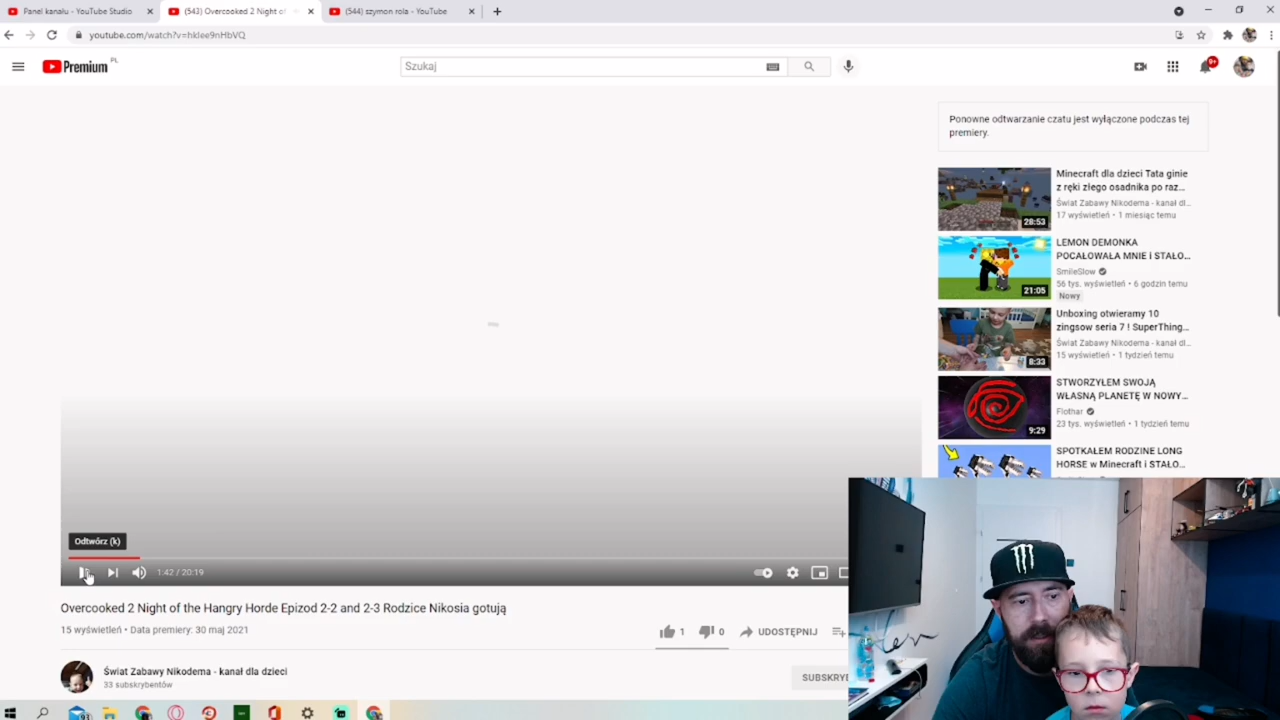 Panel kanału - YouTube Studio
(543) Overcooked 2 Night of
(544) szymon rola - YouTube
youtube.com/watch?v=hkIee9nHbVQ
Premium PL
Szukaj
9+
Ponowne odtwarzanie czatu jest wyłączone podczas tej
premiery.
Minecraft dla dzieci Tata ginie
z ręki złego osadnika po raz...
Świat Zabawy Nikodema - kanał dl...
17 wyświetleń • 1 miesiąc temu
28:53
LEMON DEMONKA
POCAŁOWAŁA MNIE i STAŁO...
SmileSlow
56 tys. wyświetleń • 6 godzin temu
Nowy
21:05
Unboxing otwieramy 10
zingsow seria 7 ! SuperThing...
Świat Zabawy Nikodema - kanał dl...
15 wyświetleń • 1 tydzień temu
8:33
STWORZYŁEM SWOJĄ
WŁASNĄ PLANETĘ W NOWY...
Flothar
23 tys. wyświetleń • 1 tydzień temu
9:29
SPOTKAŁEM RODZINE LONG
HORSE w Minecraft i STAŁO...
Odtwórz (k)
1:42 / 20:19
Overcooked 2 Night of the Hangry Horde Epizod 2-2 and 2-3 Rodzice Nikosia gotują
15 wyświetleń • Data premiery: 30 maj 2021
1
0
UDOSTĘPNIJ
Świat Zabawy Nikodema - kanał dla dzieci
33 subskrybentów
SUBSKRYB